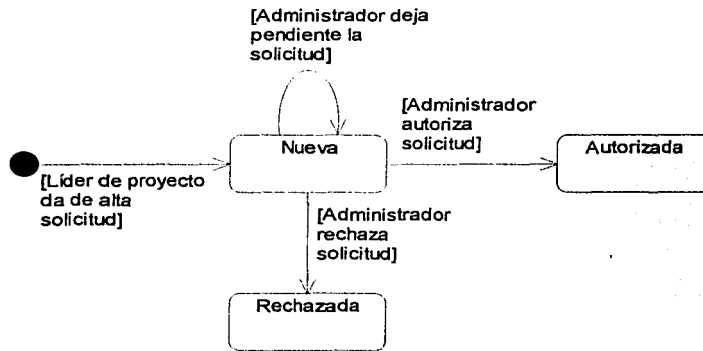 [Administrador deja
pendiente la
solicitud]
[Administrador
autoriza
solicitud]
Nueva
Autorizada
[Líder de proyecto
da de alta
solicitud]
[Administrador
rechaza
solicitud]
Rechazada